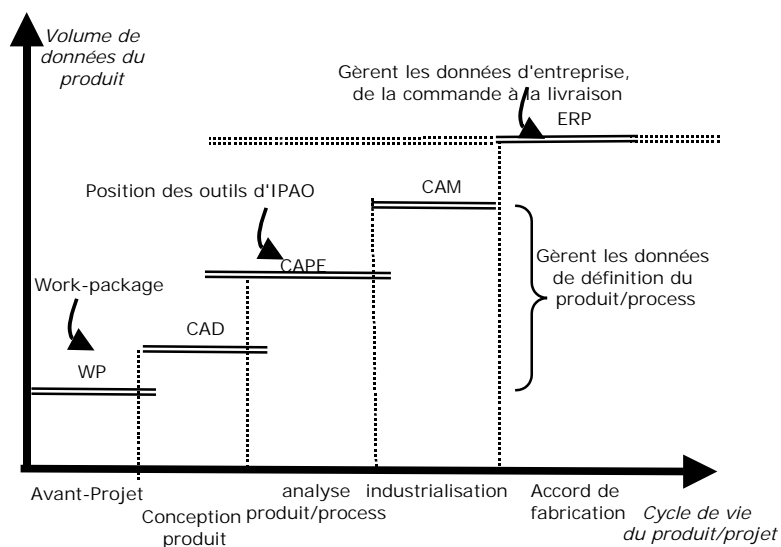 Volume de
données du
produit
Gèrent les données d'entreprise,
de la commande à la livraison
ERP
Position des outils d'IPAO
CAM
CAPE
Gèrent les données
de définition du
produit/process
Work-package
CAD
WP
Avant-Projet
Conception
produit
analyse
produit/process
industrialisation
Accord de
fabrication
Cycle de vie
du produit/projet